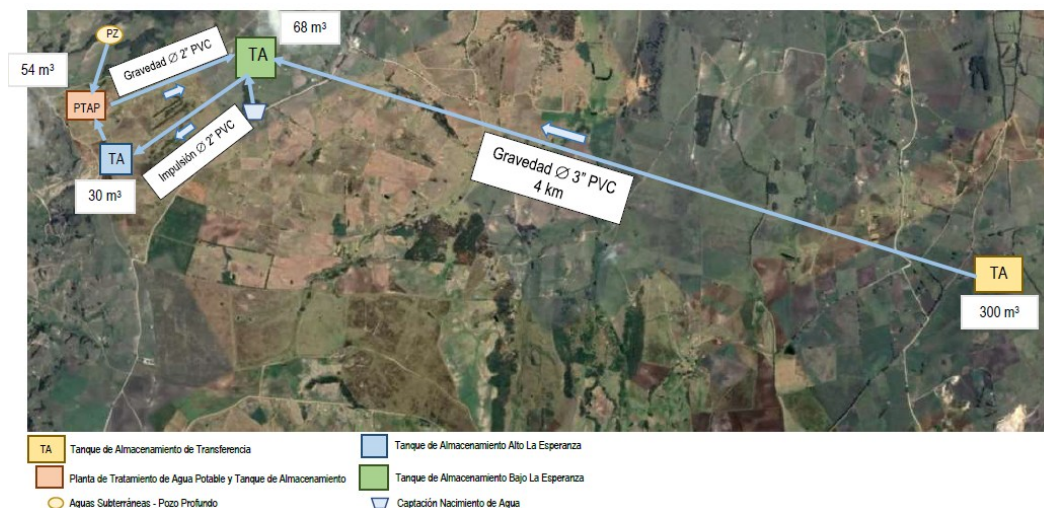 68 m³
PZ
Gravedad ∅ 2" PVC
TA
54 m³
PTAP
Impulsión ∅ 2" PVC
TA
30 m³
Gravedad ∅ 3" PVC
4 km
TA
300 m³
TA Tanque de Almacenamiento de Transferencia
Tanque de Almacenamiento Alto La Esperanza
Planta de Tratamiento de Agua Potable y Tanque de Almacenamiento
Tanque de Almacenamiento Bajo La Esperanza
Aguas Subterráneas - Pozo Profundo
Captación Nacimiento de Agua